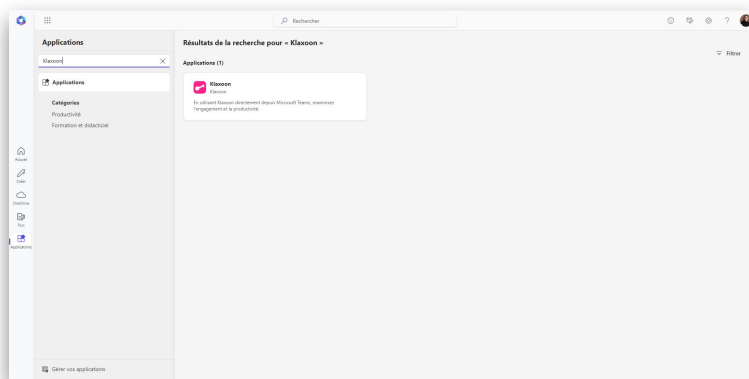 Rechercher
Applications
Klaxoon
Applications
Catégories
Productivité
Formation et didacticiel
Accueil
Créer
OneDrive
Flux
Applications
Gérer vos applications
Résultats de la recherche pour « Klaxoon »
Filtrer
Applications (1)
Klaxoon
Klaxoon
En utilisant Klaxoon directement depuis Microsoft Teams, maximisez
l'engagement et la productivité.